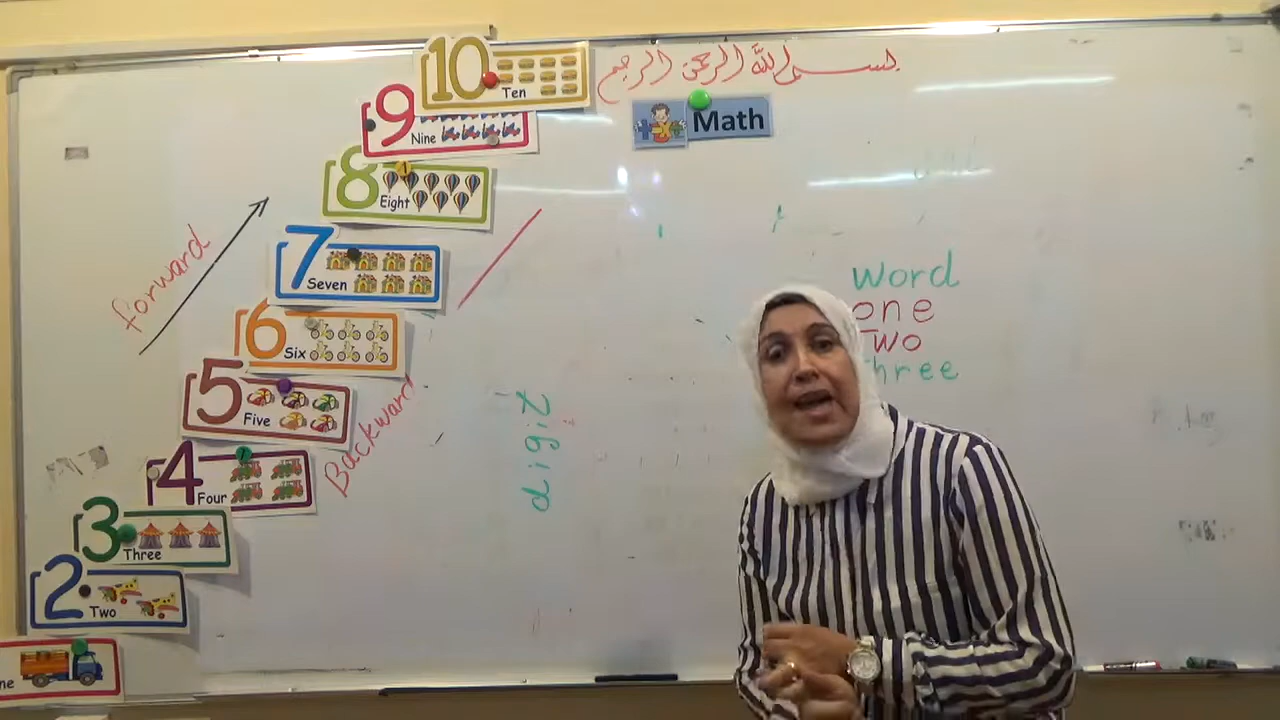 10
Ten
بسم الله الرحمن الرحيم
Math
9
Nine
8
Eight
7
Seven
6
Six
5
Five
4
Four
3
Three
2
Two
ne
forward
Backward
digit
word
one
Two
hree